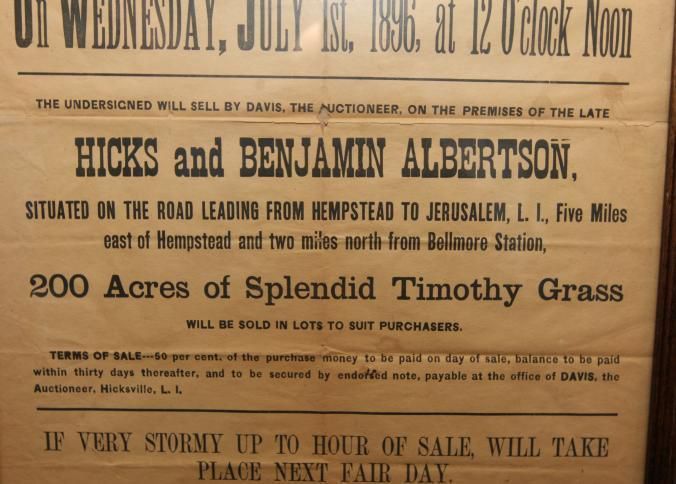 On WEDNESDAY, JULY 1st, 1896, at 12 O'clock Noon
THE UNDERSIGNED WILL SELL BY DAVIS, THE AUCTIONEER, ON THE PREMISES OF THE LATE
HICKS and BENJAMIN ALBERTSON,
SITUATED ON THE ROAD LEADING FROM HEMPSTEAD TO JERUSALEM, L. I., Five Miles
east of Hempstead and two miles north from Bellmore Station,
200 Acres of Splendid Timothy Grass
WILL BE SOLD IN LOTS TO SUIT PURCHASERS.
TERMS OF SALE---50 per cent. of the purchase money to be paid on day of sale, balance to be paid
within thirty days thereafter, and to be secured by endorsed note, payable at the office of DAVIS, the
Auctioneer, Hicksville, L. I.
IF VERY STORMY UP TO HOUR OF SALE, WILL TAKE
PLACE NEXT FAIR DAY.